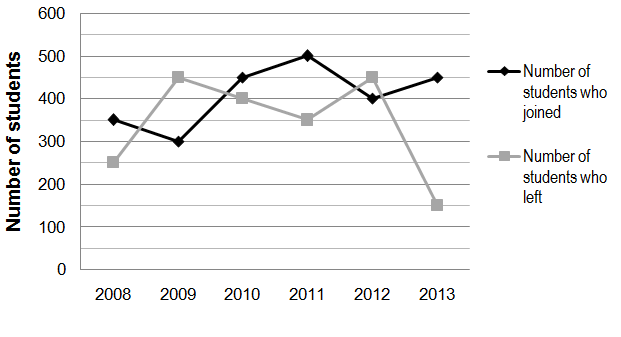 600
500
400
300
200
100
0
Number of students
2008 2009 2010 2011 2012 2013
Number of
students who
joined
Number of
students who
left